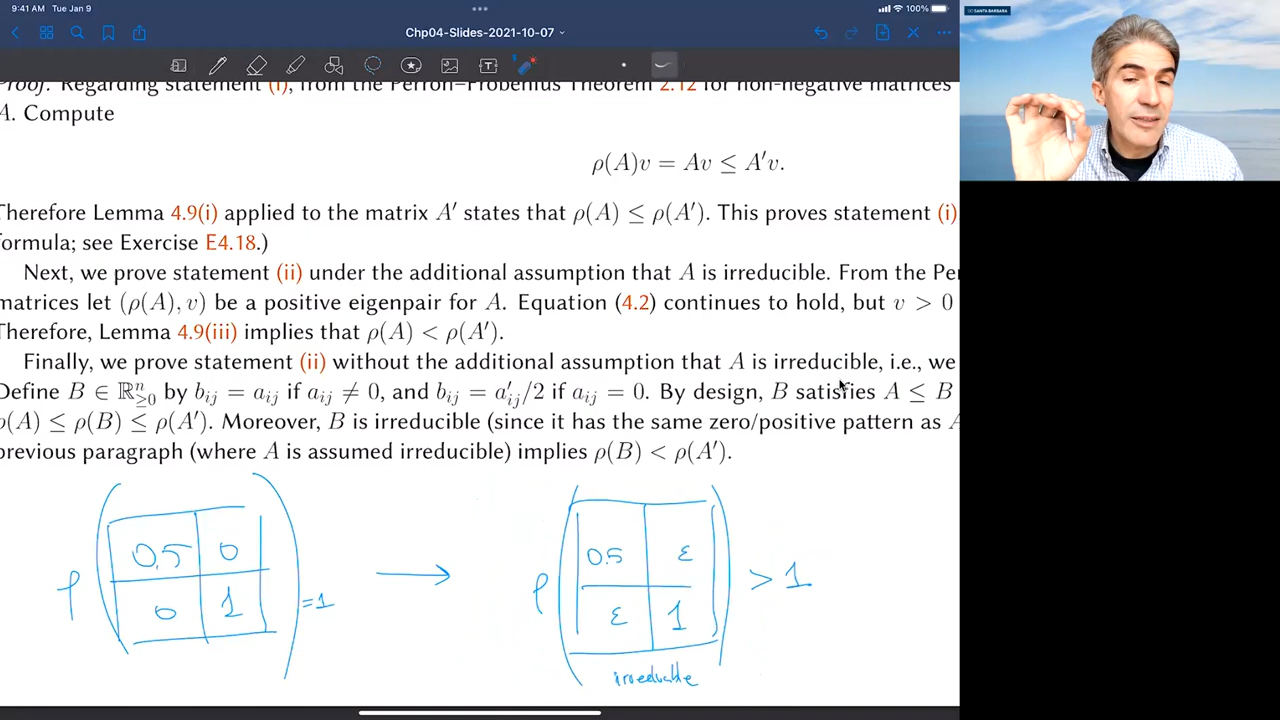 9:41 AM Tue Jan 9
100%
Chp04-Slides-2021-10-07
SANTA BARBARA
Proof. Regarding statement (i), from the Perron–Frobenius Theorem 2.12 for non-negative matrices
A. Compute
ρ(A)v = Av ≤ A′v.
Therefore Lemma 4.9(i) applied to the matrix A′ states that ρ(A) ≤ ρ(A′). This proves statement (i)
formula; see Exercise E4.18.)
Next, we prove statement (ii) under the additional assumption that A is irreducible. From the Per
matrices let (ρ(A), v) be a positive eigenpair for A. Equation (4.2) continues to hold, but v > 0
Therefore, Lemma 4.9(iii) implies that ρ(A) < ρ(A′).
Finally, we prove statement (ii) without the additional assumption that A is irreducible, i.e., we
Define B ∈ ℝⁿ≥0 by bij = aij if aij ≠ 0, and bij = a′ij/2 if aij = 0. By design, B satisfies A ≤ B
ρ(A) ≤ ρ(B) ≤ ρ(A′). Moreover, B is irreducible (since it has the same zero/positive pattern as A
previous paragraph (where A is assumed irreducible) implies ρ(B) < ρ(A′).
0.5 0
ρ 0 1 =1
→
0.5 ε
ρ ε 1 > 1
irreducible